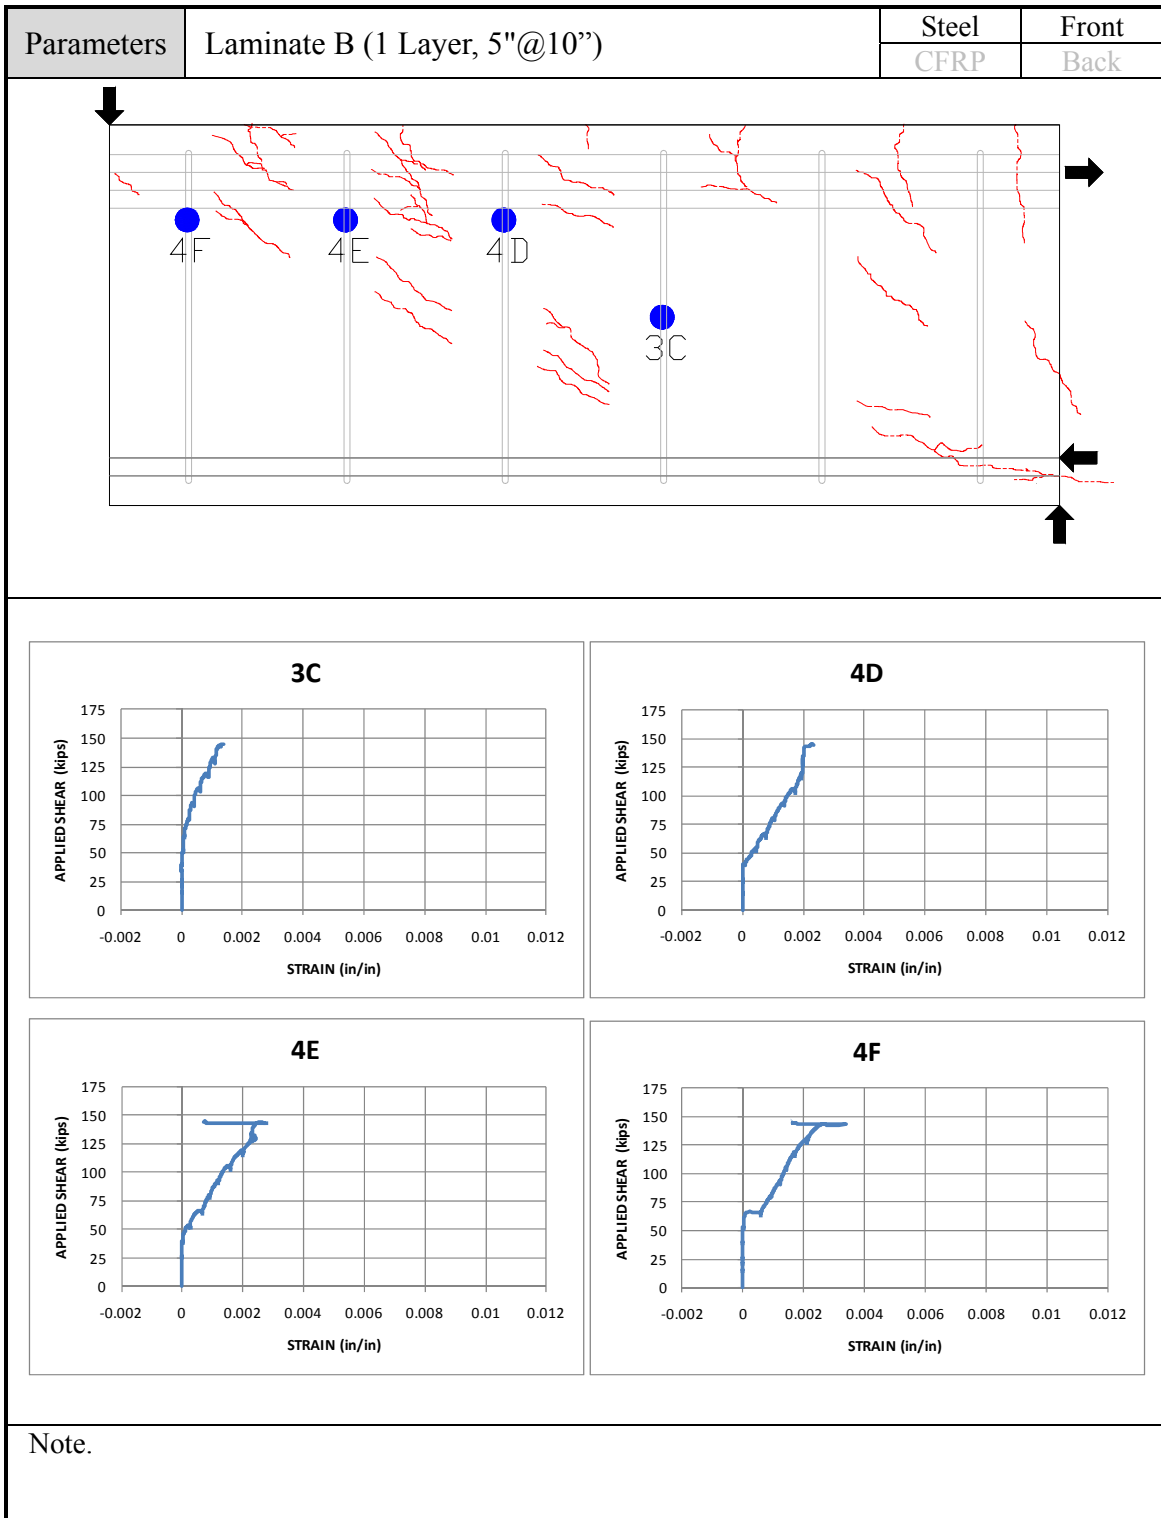 Parameters Laminate B (1 Layer, 5"@10”) Steel Front
CFRP Back
4F 4E 4D
3C
3C
175
150
125
100
75
50
25
0
-0.002 0 0.002 0.004 0.006 0.008 0.01 0.012
APPLIED SHEAR (kips)
STRAIN (in/in)
4D
175
150
125
100
75
50
25
0
-0.002 0 0.002 0.004 0.006 0.008 0.01 0.012
APPLIED SHEAR (kips)
STRAIN (in/in)
4E
175
150
125
100
75
50
25
0
-0.002 0 0.002 0.004 0.006 0.008 0.01 0.012
APPLIED SHEAR (kips)
STRAIN (in/in)
4F
175
150
125
100
75
50
25
0
-0.002 0 0.002 0.004 0.006 0.008 0.01 0.012
APPLIED SHEAR (kips)
STRAIN (in/in)
Note.